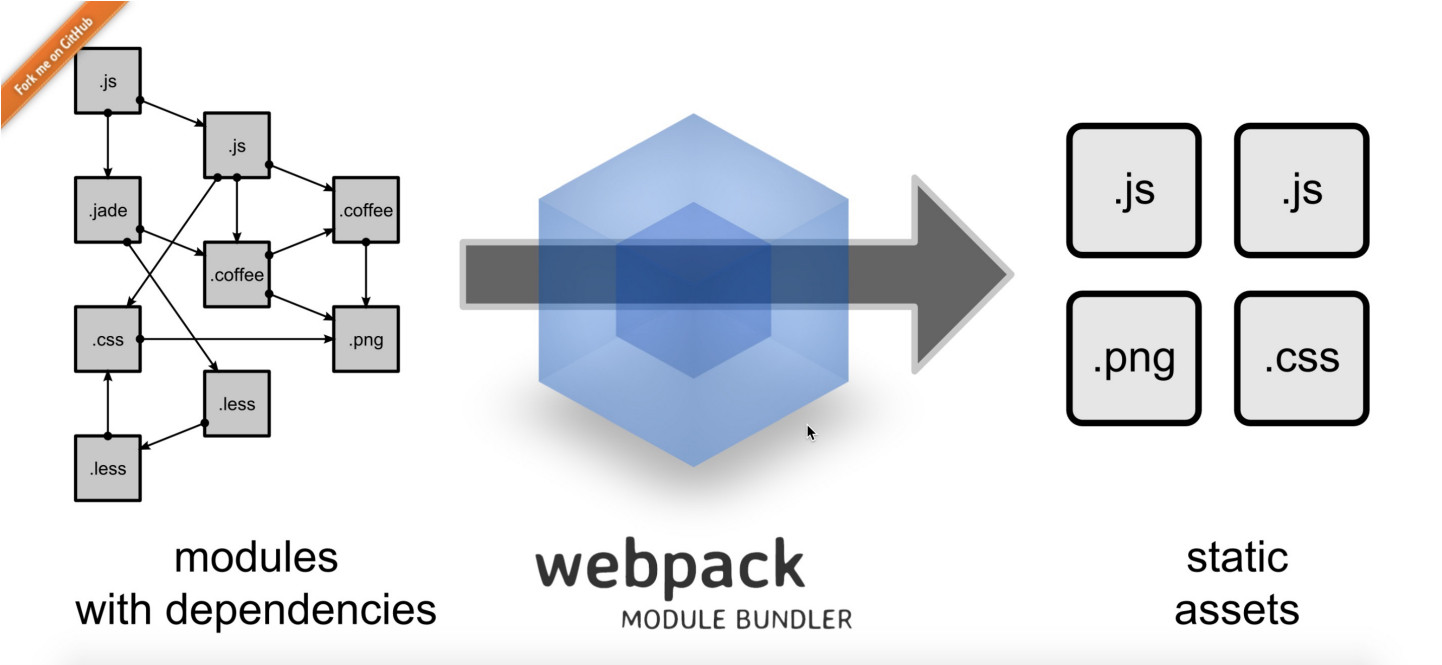 Fork me on GitHub
.js
.js
.jade
.coffee
.coffee
.css
.png
.less
.less
modules
with dependencies
webpack
MODULE BUNDLER
.js
.js
.png
.css
static
assets